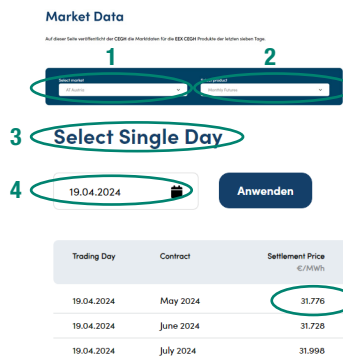 Market Data
Auf dieser Seite veröffentlicht der CEGH die Marktdaten für die EEX CEGH Produkte der letzten sieben Tage.
1 2
Select market
AT Austria
Monthly Futures
3 Select Single Day
4 19.04.2024 Anwenden
Trading Day Contract Settlement Price
€/MWh
19.04.2024 May 2024 31.776
19.04.2024 June 2024 31.728
19.04.2024 July 2024 31.998